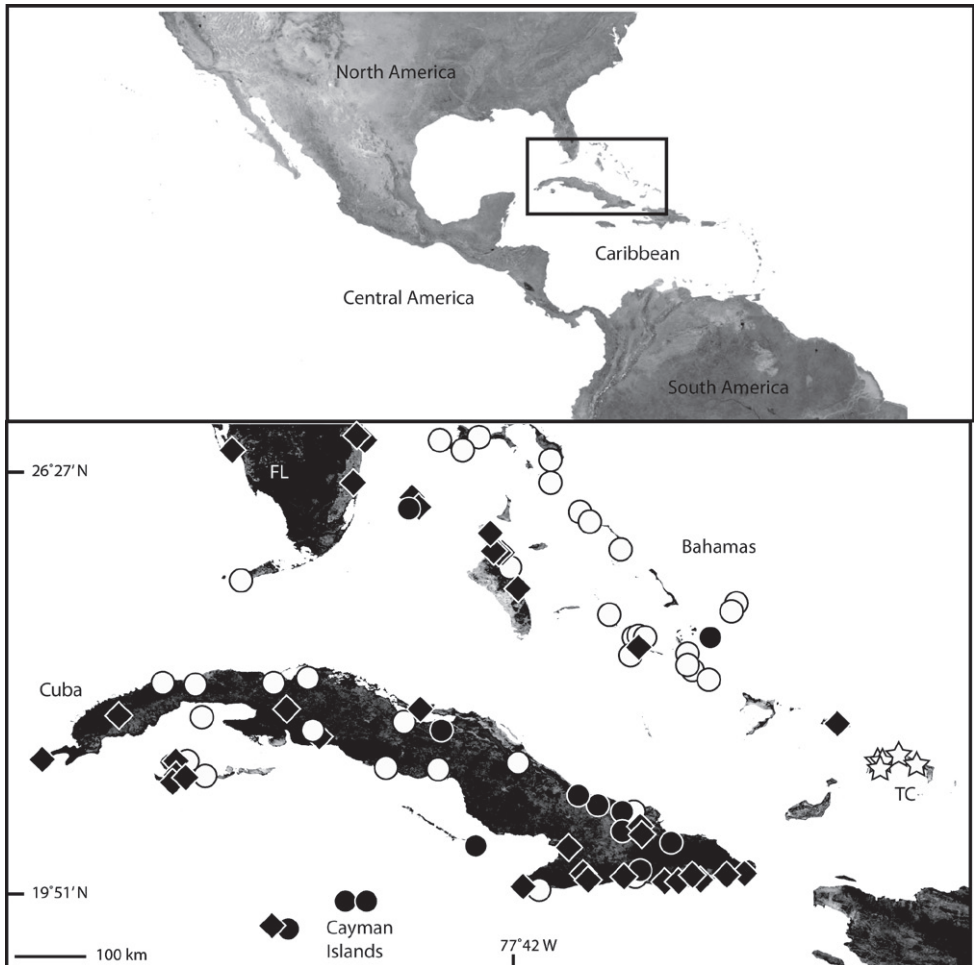 North America
Caribbean
Central America
South America
26°27′ N
FL
Bahamas
Cuba
TC
19°51′ N
Cayman
Islands
77°42 W
100 km